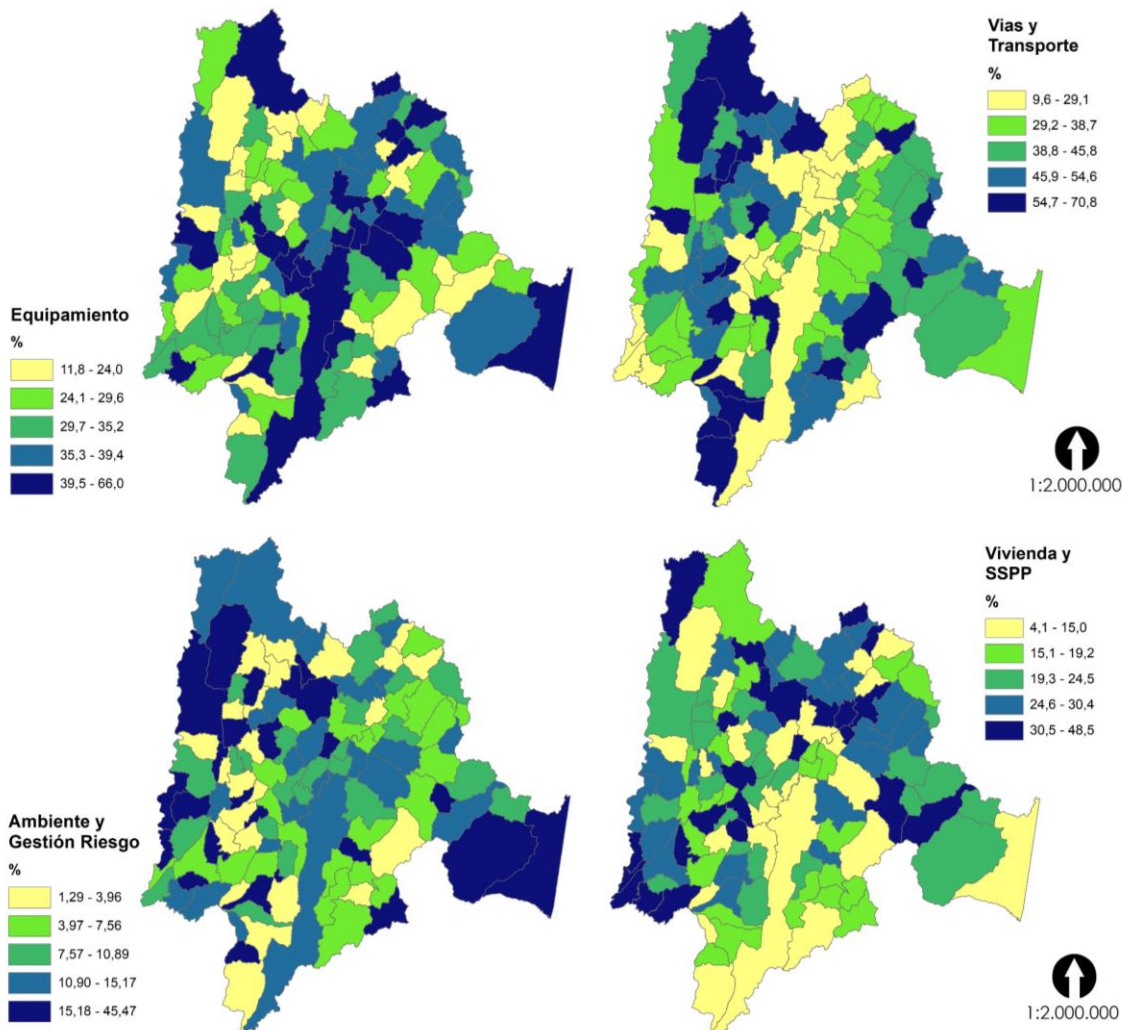 Vias y
Transporte
%
9,6 - 29,1
29,2 - 38,7
38,8 - 45,8
45,9 - 54,6
54,7 - 70,8
Equipamiento
%
11,8 - 24,0
24,1 - 29,6
29,7 - 35,2
35,3 - 39,4
39,5 - 66,0
1:2.000.000
Vivienda y
SSPP
%
4,1 - 15,0
15,1 - 19,2
19,3 - 24,5
24,6 - 30,4
30,5 - 48,5
Ambiente y
Gestión Riesgo
%
1,29 - 3,96
3,97 - 7,56
7,57 - 10,89
10,90 - 15,17
15,18 - 45,47
1:2.000.000